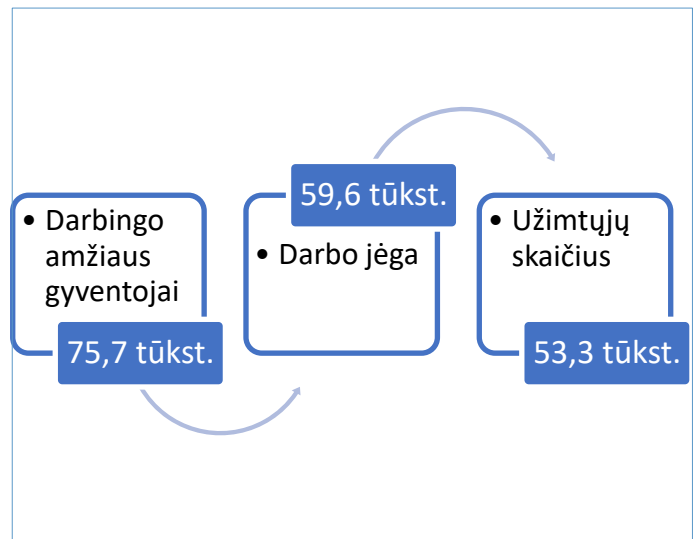 • Darbingo
amžiaus
gyventojai
75,7 tūkst.
59,6 tūkst.
• Darbo jėga
• Užimtųjų
skaičius
53,3 tūkst.